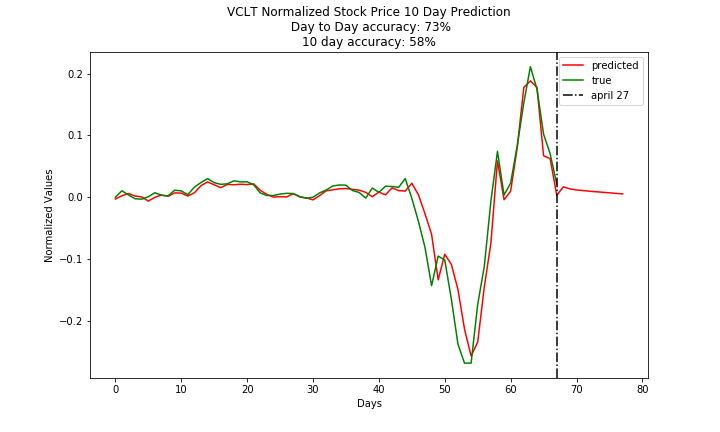 VCLT Normalized Stock Price 10 Day Prediction
Day to Day accuracy: 73%
10 day accuracy: 58%
predicted
true
april 27
0.2
0.1
0.0
−0.1
−0.2
Normalized Values
0 10 20 30 40 50 60 70 80
Days